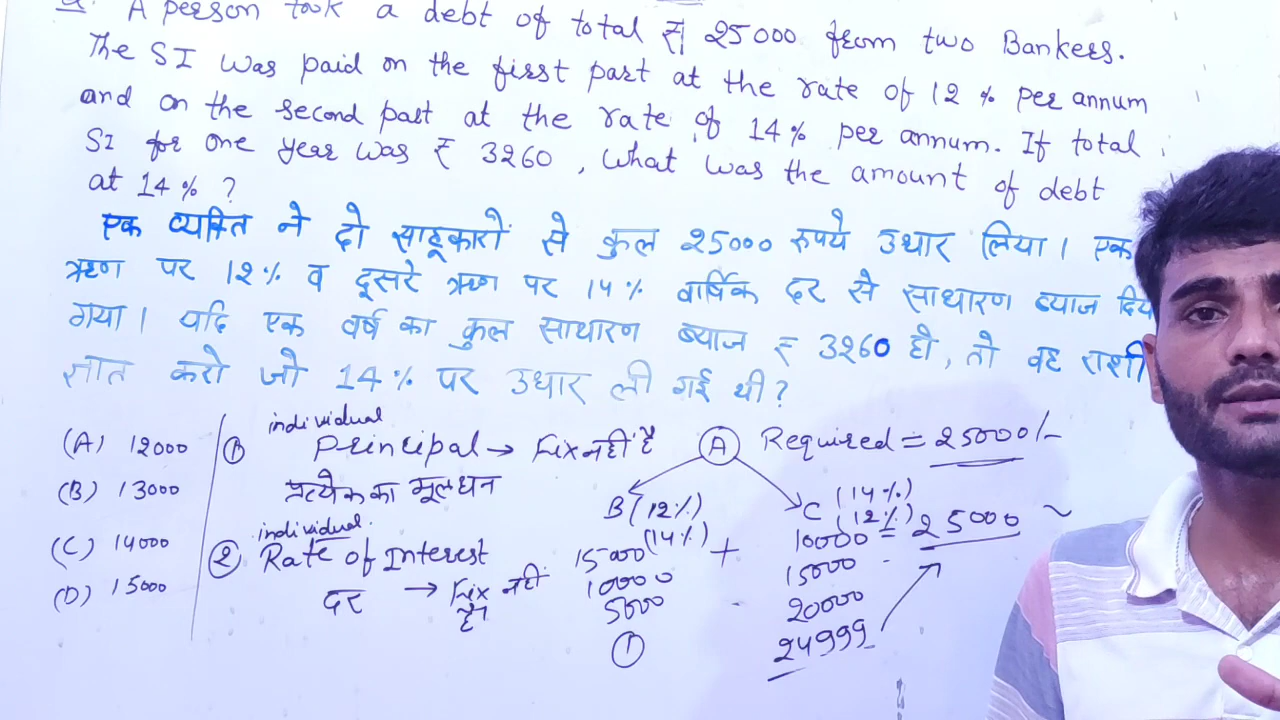 Q. A person took a debt of total ₹ 25000 from two Bankers.
The SI was paid on the first part at the rate of 12 % per annum
and on the second part at the rate of 14% per annum. If total
SI for one year was ₹ 3260, what was the amount of debt
at 14% ?
एक व्यक्ति ने दो साहूकारों से कुल 25000 रुपये उधार लिया। एक
ऋण पर 12% व दूसरे ऋण पर 14% वार्षिक दर से साधारण ब्याज दिय
गया। यदि एक वर्ष का कुल साधारण ब्याज ₹ 3260 हो, तो वह राशी
ज्ञात करो जो 14% पर उधार ली गई थी?
(A) 12000
(B) 13000
(C) 14000
(D) 15000
① individual
Principal → Fix नही है
प्रत्येक का मूलधन
② individual
Rate of Interest
दर → Fix नही
है
A Required = 25000/-
B (12%) C (14%)
(14%) (12%)
15000 + 10000 = 25000
10000 15000
5000 - 20000
1 24999